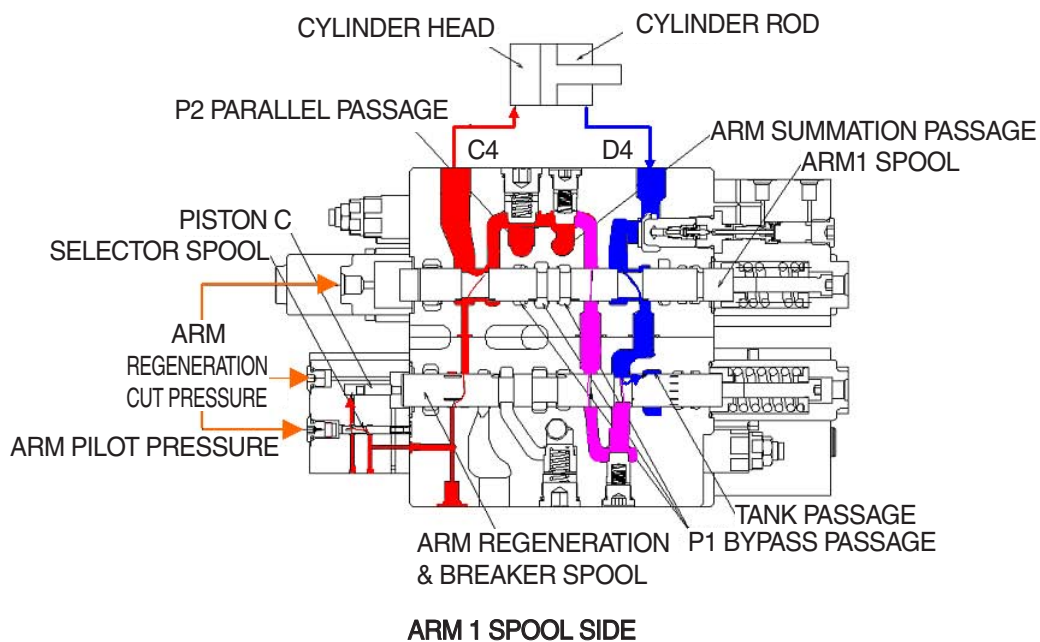 CYLINDER HEAD
CYLINDER ROD
P2 PARALLEL PASSAGE
ARM SUMMATION PASSAGE
C4
D4
ARM1 SPOOL
PISTON C
SELECTOR SPOOL
ARM
REGENERATION
CUT PRESSURE
ARM PILOT PRESSURE
TANK PASSAGE
ARM REGENERATION
& BREAKER SPOOL
P1 BYPASS PASSAGE
ARM 1 SPOOL SIDE